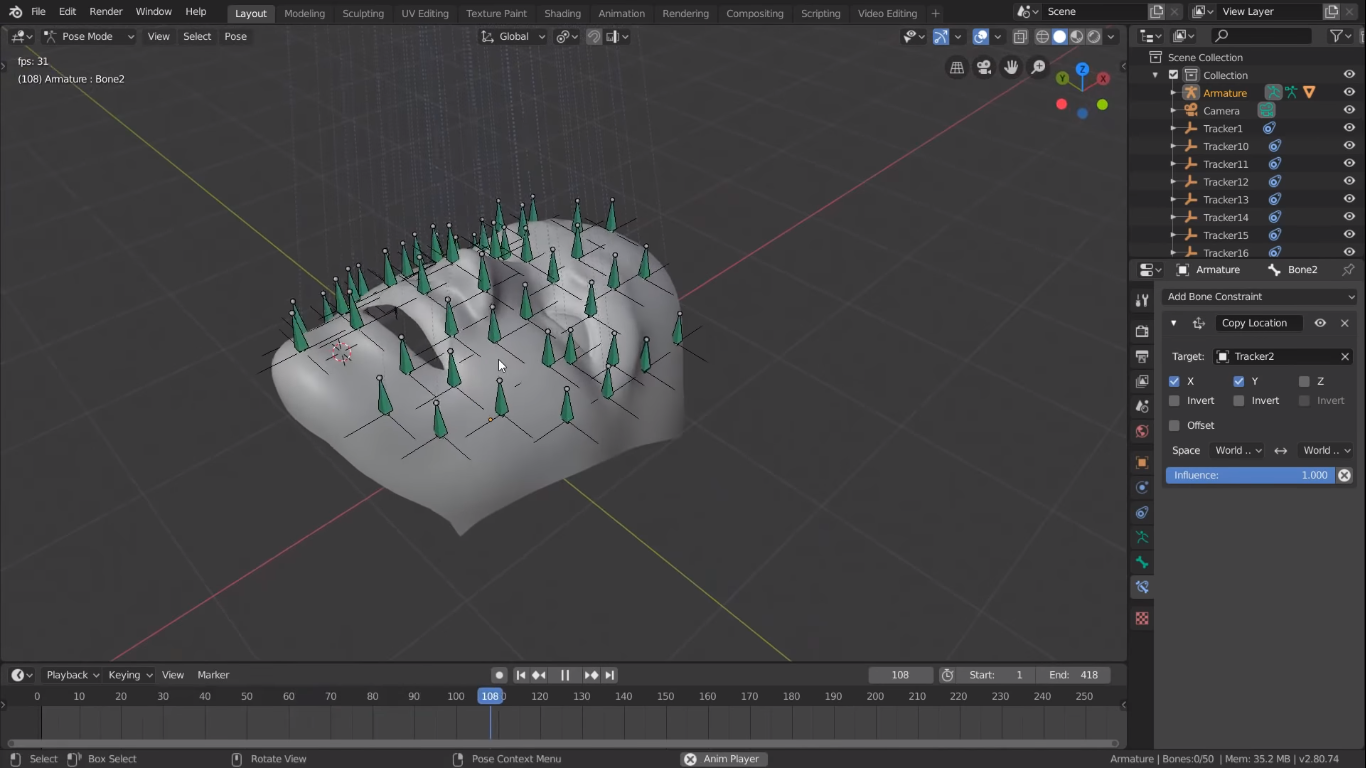 File Edit Render Window Help Layout Modeling Sculpting UV Editing Texture Paint Shading Animation Rendering Compositing Scripting Video Editing + Scene View Layer
Pose Mode View Select Pose Global
fps: 31
(108) Armature : Bone2
Z
Y
X
Scene Collection
Collection
Armature
Camera
Tracker1
Tracker10
Tracker11
Tracker12
Tracker13
Tracker14
Tracker15
Tracker16
Armature Bone2
Add Bone Constraint
Copy Location
Target: Tracker2
X Y Z
Invert Invert Invert
Offset
Space World .. World ..
Influence: 1.000
Playback Keying View Marker 108 Start: 1 End: 418
0 10 20 30 40 50 60 70 80 90 100 108 120 130 140 150 160 170 180 190 200 210 220 230 240 250
Select Box Select Rotate View Pose Context Menu Anim Player Armature | Bones:0/50 | Mem: 35.2 MB | v2.80.74